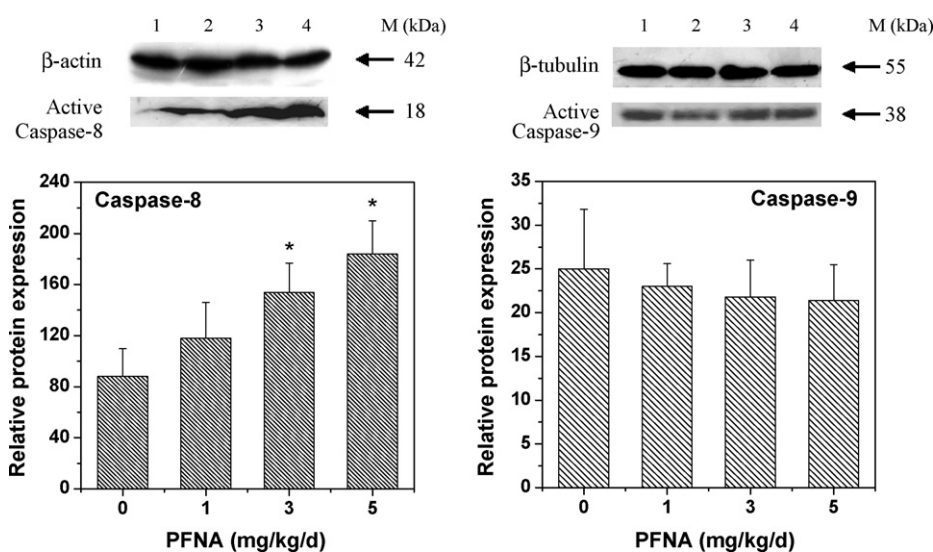 1 2 3 4 M (kDa)
β-actin 42
Active
Caspase-8 18
240
200
160
120
80
40
0
Relative protein expression
Caspase-8
*
*
0 1 3 5
PFNA (mg/kg/d)
1 2 3 4 M (kDa)
β-tubulin 55
Active
Caspase-9 38
35
30
25
20
15
10
5
0
Relative protein expression
Caspase-9
0 1 3 5
PFNA (mg/kg/d)